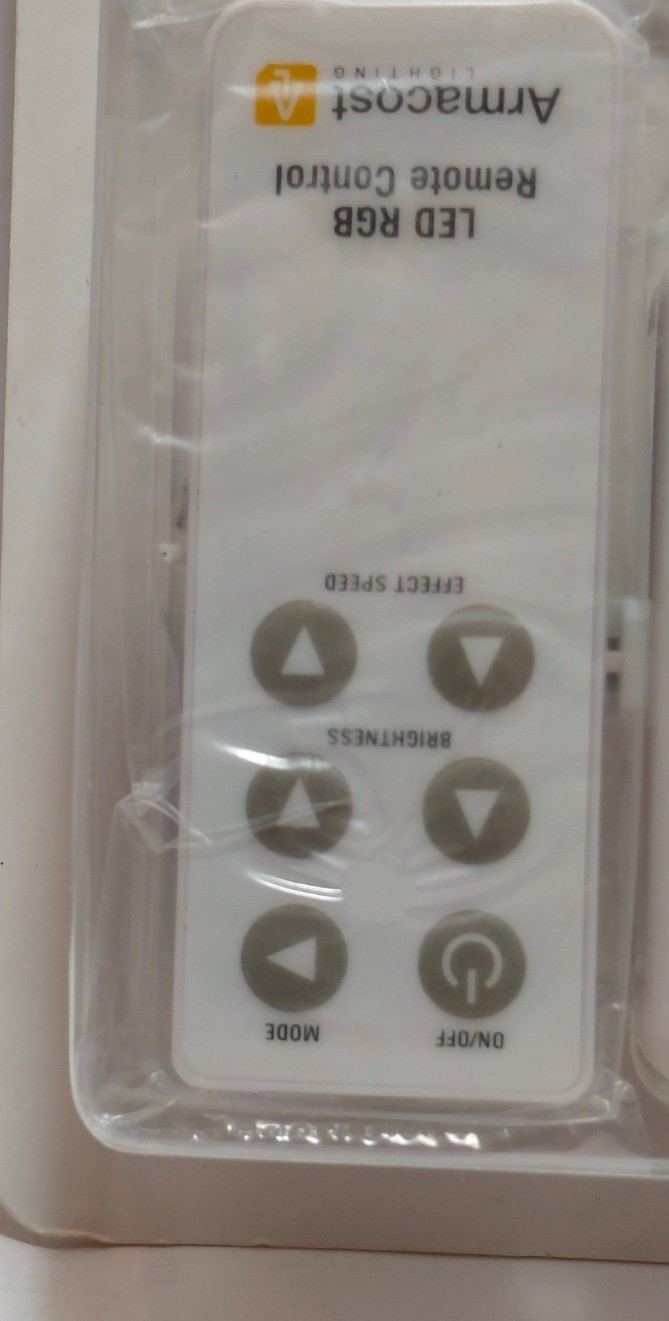 ON/OFF MODE
BRIGHTNESS
EFFECT SPEED
LED RGB
Remote Control
Armacost
LIGHTING